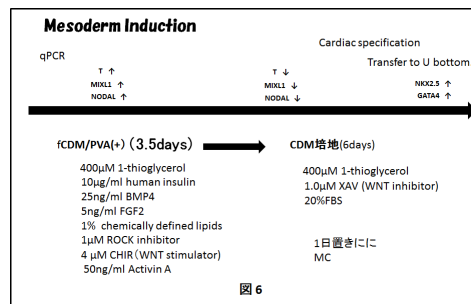 Mesoderm Induction
Cardiac specification
qPCR
Transfer to U bottom
T ↑
MIXL1 ↑
NODAL ↑
T ↓
MIXL1 ↓
NODAL ↓
NKX2.5 ↑
GATA4 ↑
fCDM/PVA(+) (3.5days)
400μM 1-thioglycerol
10μg/ml human insulin
25ng/ml BMP4
5ng/ml FGF2
1% chemically defined lipids
1μM ROCK inhibitor
4 μM CHIR(WNT stimulator)
50ng/ml Activin A
CDM培地(6days)
400μM 1-thioglycerol
1.0μM XAV (WNT inhibitor)
20%FBS
1日置きにに
MC
図 6